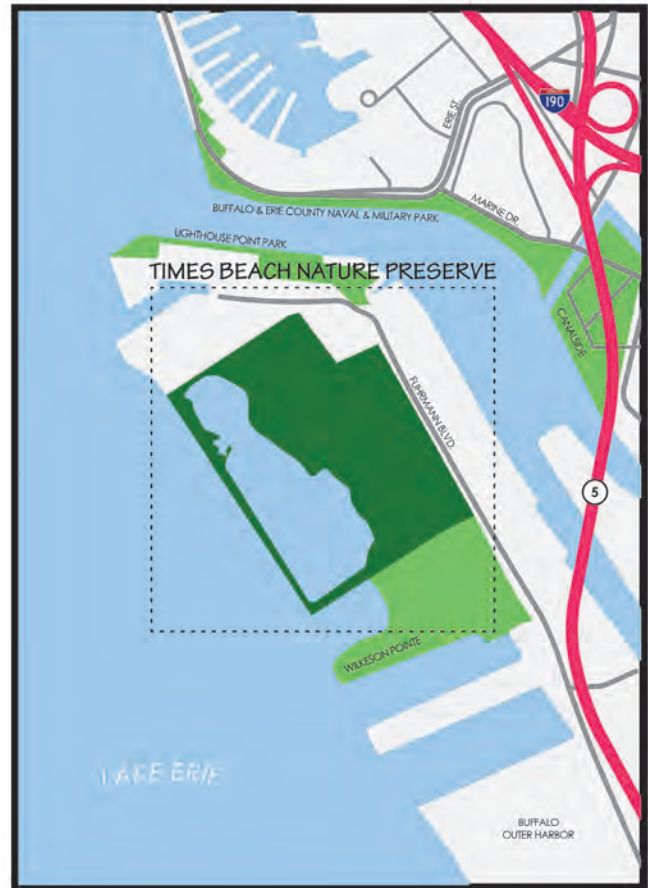 190
ERIE ST.
MARINE DR.
BUFFALO & ERIE COUNTY NAVAL & MILITARY PARK
LIGHTHOUSE POINT PARK
TIMES BEACH NATURE PRESERVE
CANALSIDE
FUHRMANN BLVD.
5
WILKESON POINTE
LAKE ERIE
BUFFALO
OUTER HARBOR